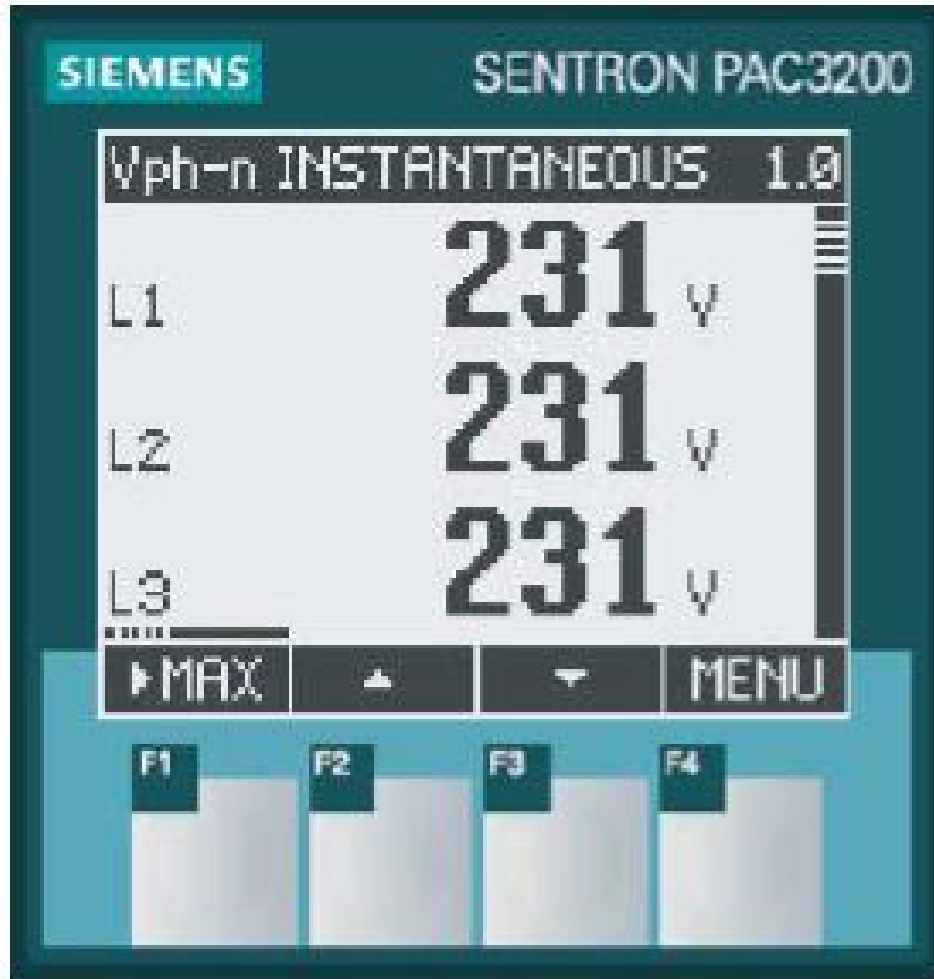 SIEMENS SENTRON PAC3200
Vph-n INSTANTANEOUS 1.0
L1 231 V
L2 231 V
L3 231 V
▶MAX ▲ ▼ MENU
F1 F2 F3 F4